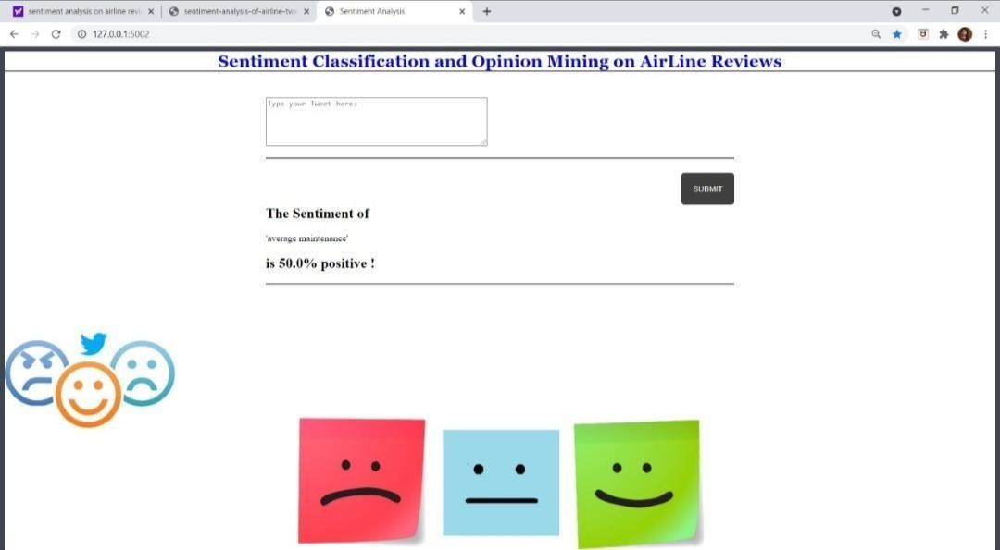 sentiment analysis on airline revi
sentiment-analysis-of-airline-twe
Sentiment Analysis
127.0.0.1:5002
Sentiment Classification and Opinion Mining on AirLine Reviews
Type your Tweet here:
SUBMIT
The Sentiment of
'average maintenance'
is 50.0% positive !